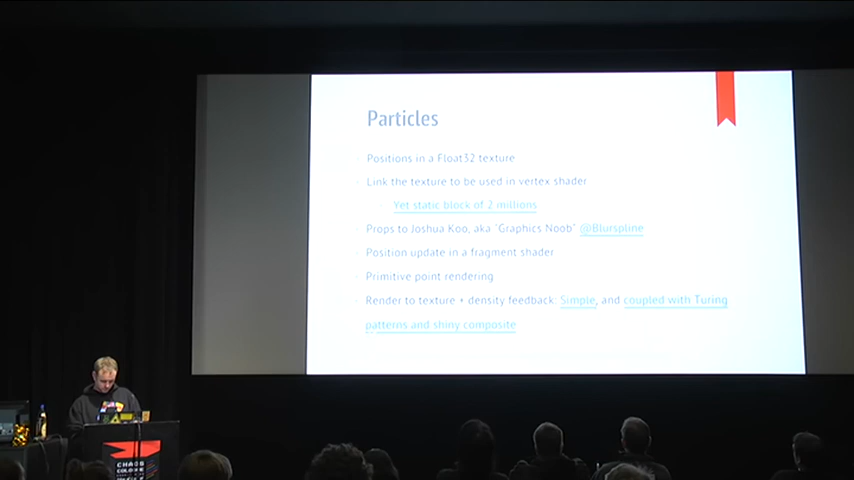 Particles
Positions in a Float32 texture
Link the texture to be used in vertex shader
Yet static block of 2 millions
Props to Joshua Koo, aka "Graphics Noob" @Blurspline
Position update in a fragment shader
Primitive point rendering
Render to texture + density feedback: Simple, and coupled with Turing
patterns and shiny composite
CHAOS
COLOGNE